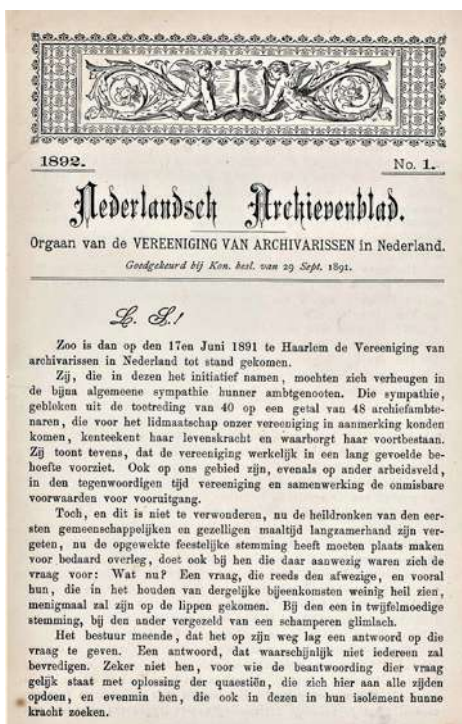 1892.
No. 1.
Nederlandsch Archievenblad.
Orgaan van de VEREENIGING VAN ARCHIVARISSEN in Nederland.
Goedgekeurd bij Kon. besl. van 29 Sept. 1891.
L. S.!
Zoo is dan op den 17en Juni 1891 te Haarlem de Vereeniging van
archivarissen in Nederland tot stand gekomen.
Zij, die in dezen het initiatief namen, mochten zich verheugen in
de bijna algemeene sympathie hunner ambtgenooten. Die sympathie,
gebleken uit de toetreding van 40 op een getal van 48 archiefambte-
naren, die voor het lidmaatschap onzer vereeniging in aanmerking konden
komen, kenteekent haar levenskracht en waarborgt haar voortbestaan.
Zij toont tevens, dat de vereeniging werkelijk in een lang gevoelde be-
hoefte voorziet. Ook op ons gebied zijn, evenals op ander arbeidsveld,
in den tegenwoordigen tijd vereeniging en samenwerking de onmisbare
voorwaarden voor vooruitgang.
Toch, en dit is niet te verwonderen, nu de heildronken van den eer-
sten gemeenschappelijken en gezelligen maaltijd langzamerhand zijn ver-
geten, nu de opgewekte feestelijke stemming heeft moeten plaats maken
voor bedaard overleg, doet ook bij hen die daar aanwezig waren zich de
vraag voor: Wat nu? Een vraag, die reeds den afwezige, en vooral
hun, die in het houden van dergelijke bijeenkomsten weinig heil zien,
menigmaal zal zijn op de lippen gekomen. Bij den een in twijfelmoedige
stemming, bij den ander vergezeld van een schamperen glimlach.
Het bestuur meende, dat het op zijn weg lag een antwoord op die
vraag te geven. Een antwoord, dat waarschijnlijk niet iedereen zal
bevredigen. Zeker niet hen, voor wie de beantwoording dier vraag
gelijk staat met oplossing der quaestiën, die zich hier aan alle zijden
opdoen, en evenmin hen, die ook in dezen in hun isolement hunne
kracht zoeken.